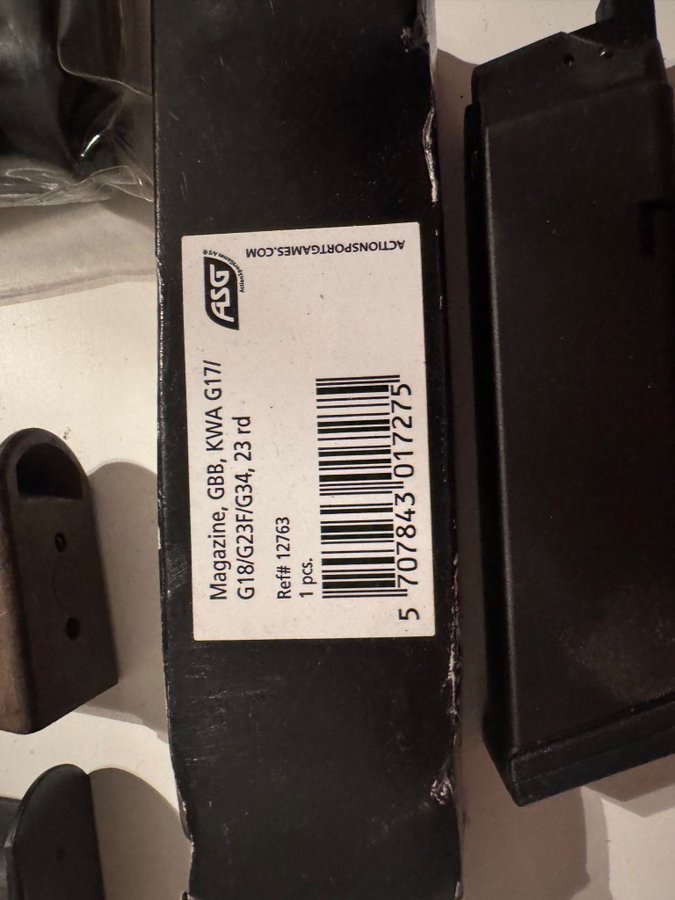 ACTIONSPORTGAMES.COM
ASG
ActionSportGames A/S ®
Magazine, GBB, KWA G17/
G18/G23F/G34, 23 rd
Ref# 12763
1 pcs.
5 707843 017275